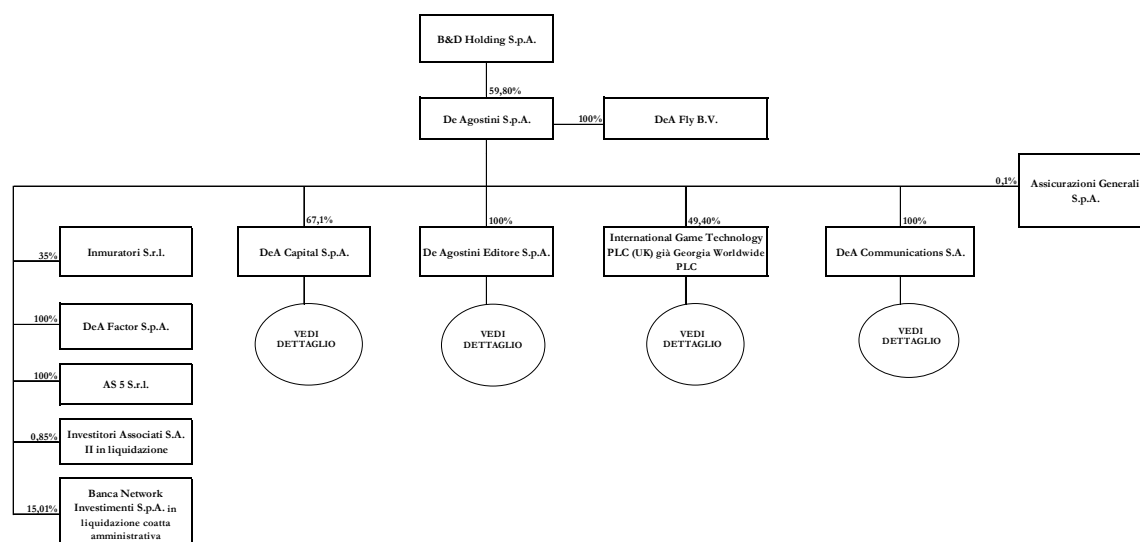 B&D Holding S.p.A.
59,80%
De Agostini S.p.A.
100%
DeA Fly B.V.
0,1%
Assicurazioni Generali
S.p.A.
35%
Inmuratori S.r.l.
67,1%
DeA Capital S.p.A.
100%
De Agostini Editore S.p.A.
49,40%
International Game Technology
PLC (UK) già Georgia Worldwide
PLC
100%
DeA Communications S.A.
VEDI
DETTAGLIO
VEDI
DETTAGLIO
VEDI
DETTAGLIO
VEDI
DETTAGLIO
100%
DeA Factor S.p.A.
100%
AS 5 S.r.l.
0,85%
Investitori Associati S.A.
II in liquidazione
15,01%
Banca Network
Investimenti S.p.A. in
liquidazione coatta
amministrativa